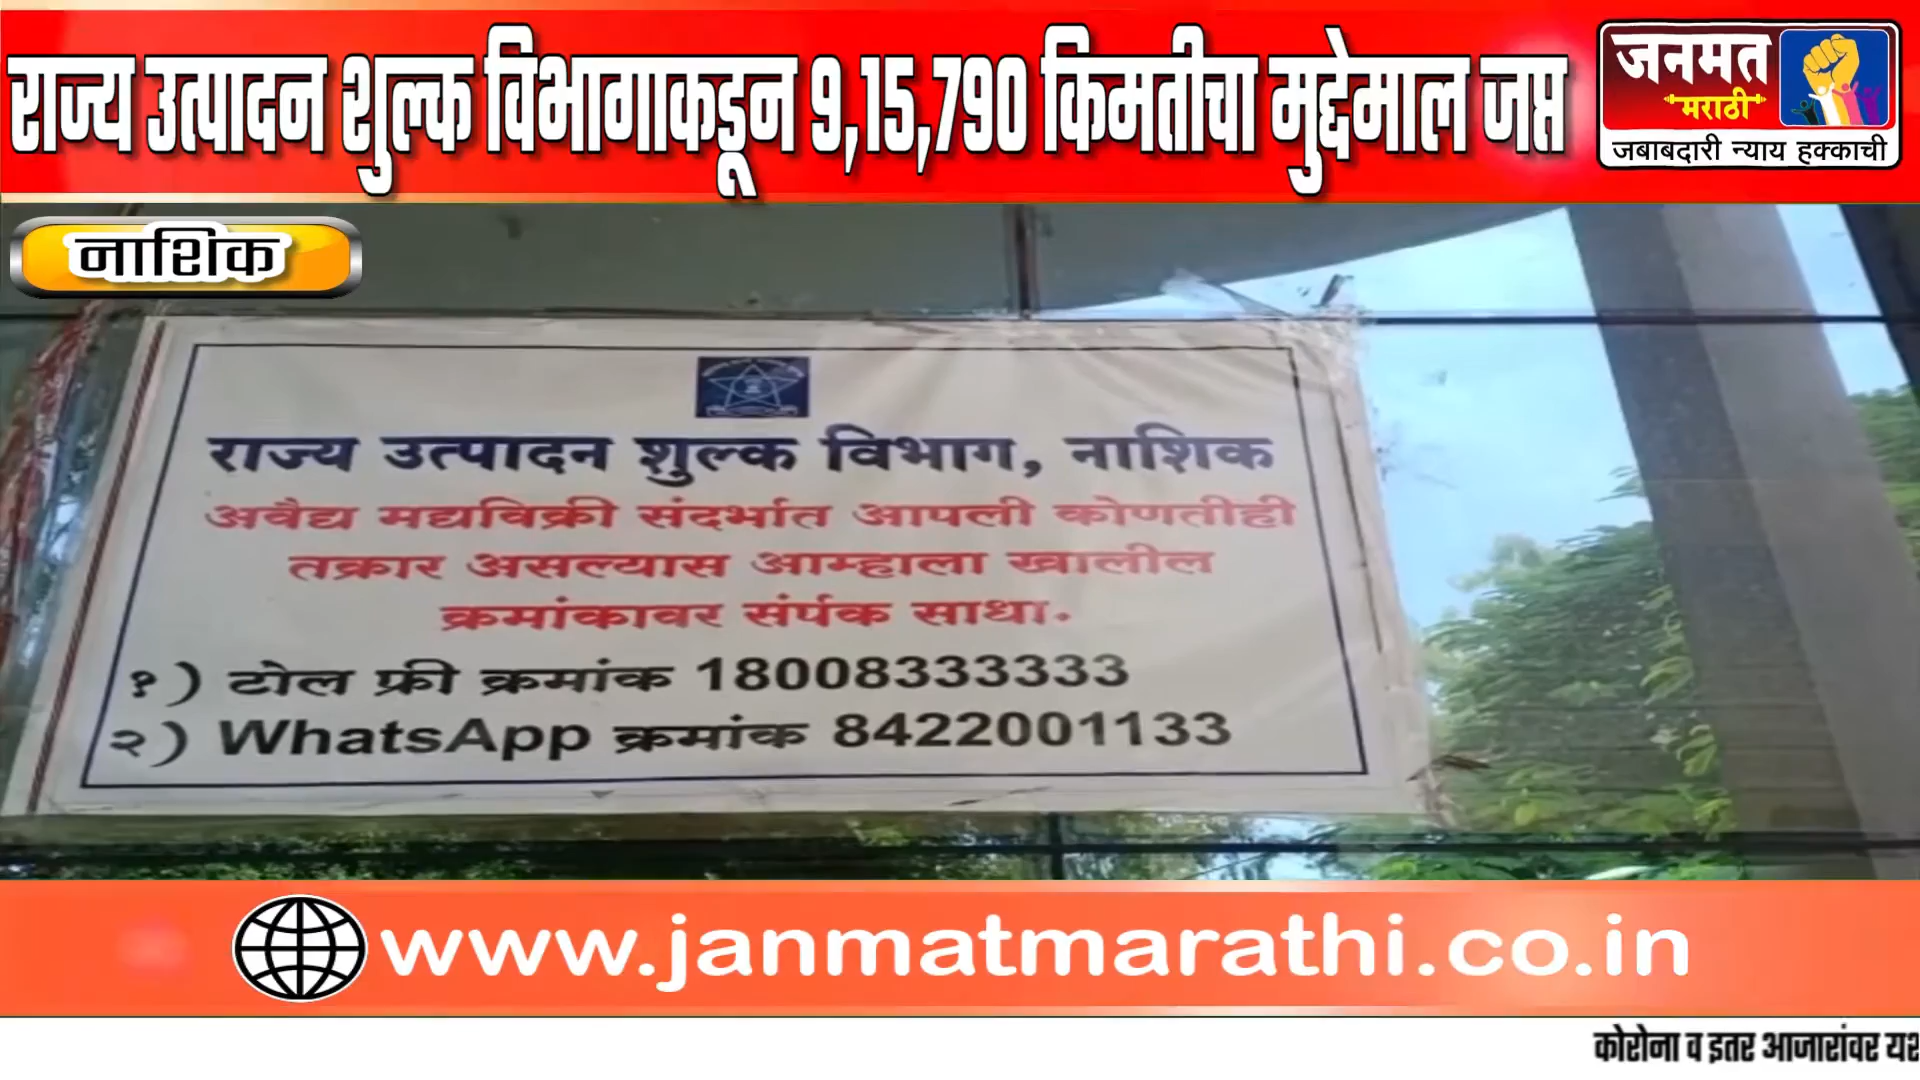 राज्य उत्पादन शुल्क विभागाकडून 9,15,790 किमतीचा मुद्देमाल जप्त
जनमत
मराठी
जबाबदारी न्याय हक्काची
नाशिक
राज्य उत्पादन शुल्क विभाग, नाशिक
अवैद्य मद्यविक्री संदर्भात आपली कोणतीही
तक्रार असल्यास आम्हाला खालील
क्रमांकावर संर्पक साधा.
१) टोल फ्री क्रमांक 18008333333
२) WhatsApp क्रमांक 8422001133
www.janmatmarathi.co.in
कोरोना व इतर आजारांवर